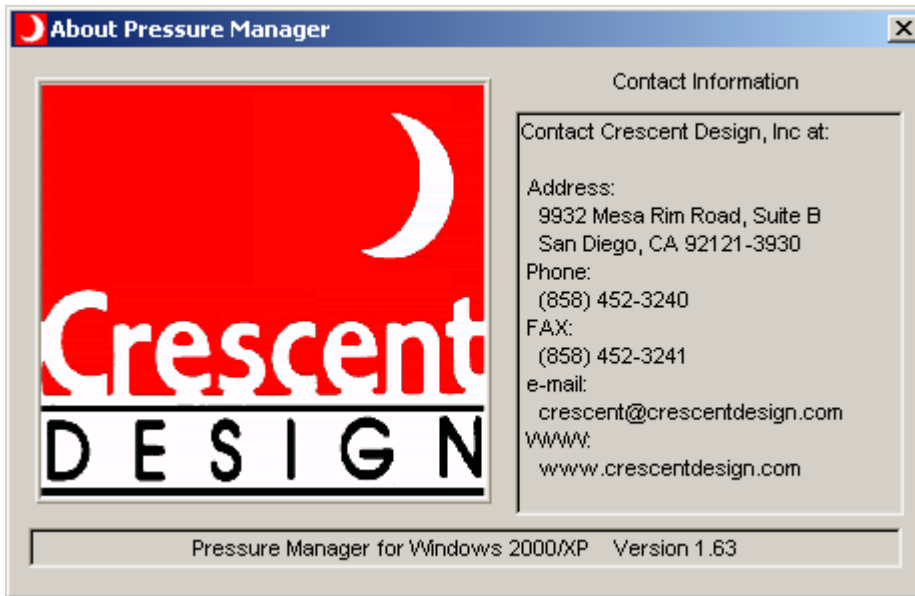 About Pressure Manager
Crescent
DESIGN
Contact Information
Contact Crescent Design, Inc at:
Address:
9932 Mesa Rim Road, Suite B
San Diego, CA 92121-3930
Phone:
(858) 452-3240
FAX:
(858) 452-3241
e-mail:
crescent@crescentdesign.com
WWW:
www.crescentdesign.com
Pressure Manager for Windows 2000/XP Version 1.63